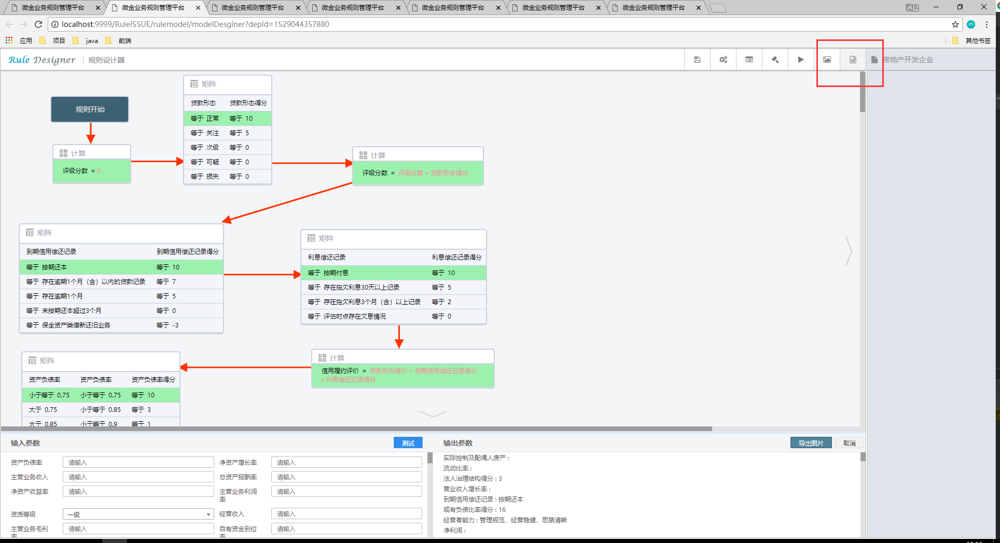 微金业务规则管理平台
微金业务规则管理平台
微金业务规则管理平台
微金业务规则管理平台
微金业务规则管理平台
微金业务规则管理平台
微金业务规则管理平台
涵晨
localhost:9999/RuleISSUE/rulemodel/modelDesginer?depId=1529044357880
m
应用
项目
java
前端
其他书签
Rule Designer
规则设计器
房地产开发企业
规则开始
计算
评级分数 = 0
矩阵
贷款形态 贷款形态得分
等于 正常 等于 10
等于 关注 等于 5
等于 次级 等于 0
等于 可疑 等于 0
等于 损失 等于 0
计算
评级分数 = 评级分数 + 贷款形态得分
矩阵
到期信用偿还记录 到期信用偿还记录得分
等于 按期还本 等于 10
等于 存在逾期1个月（含）以内的贷款记录 等于 7
等于 存在逾期1个月 等于 5
等于 未按期还本超过3个月 等于 0
等于 保全资产类借新还旧业务 等于 -3
矩阵
利息偿还记录 利息偿还记录得分
等于 按期付息 等于 10
等于 存在拖欠利息30天以上记录 等于 5
等于 存在拖欠利息3个月（含）以上记录 等于 2
等于 评估时点存在欠息情况 等于 0
计算
信用履约评价 = 贷款形态得分 + 到期信用偿还记录得分
+ 利息偿还记录得分
矩阵
资产负债率 资产负债率 资产负债率得分
小于等于 0.75 小于等于 0.75 等于 10
大于 0.75 小于等于 0.85 等于 3
大于 0.85 小于等于 0.9 等于 1
输入参数
测试
资产负债率 请输入 净资产增长率 请输入
主营业务收入 请输入 总资产报酬率 请输入
净资产收益率 请输入 主营业务利润率 请输入
资质等级 一级 经营收入 请输入
主营业务毛利率 请输入 自有资金到位率 请输入
输出参数
导出图片
取消
实际控制及配偶人房产 :
流动比率 :
法人治理结构得分 : 3
营业收入增长率 :
到期信用偿还记录 : 按期还本
或有负债比率得分 : 16
经营者能力 : 管理规范、经营稳健、思路清晰
净利润 :